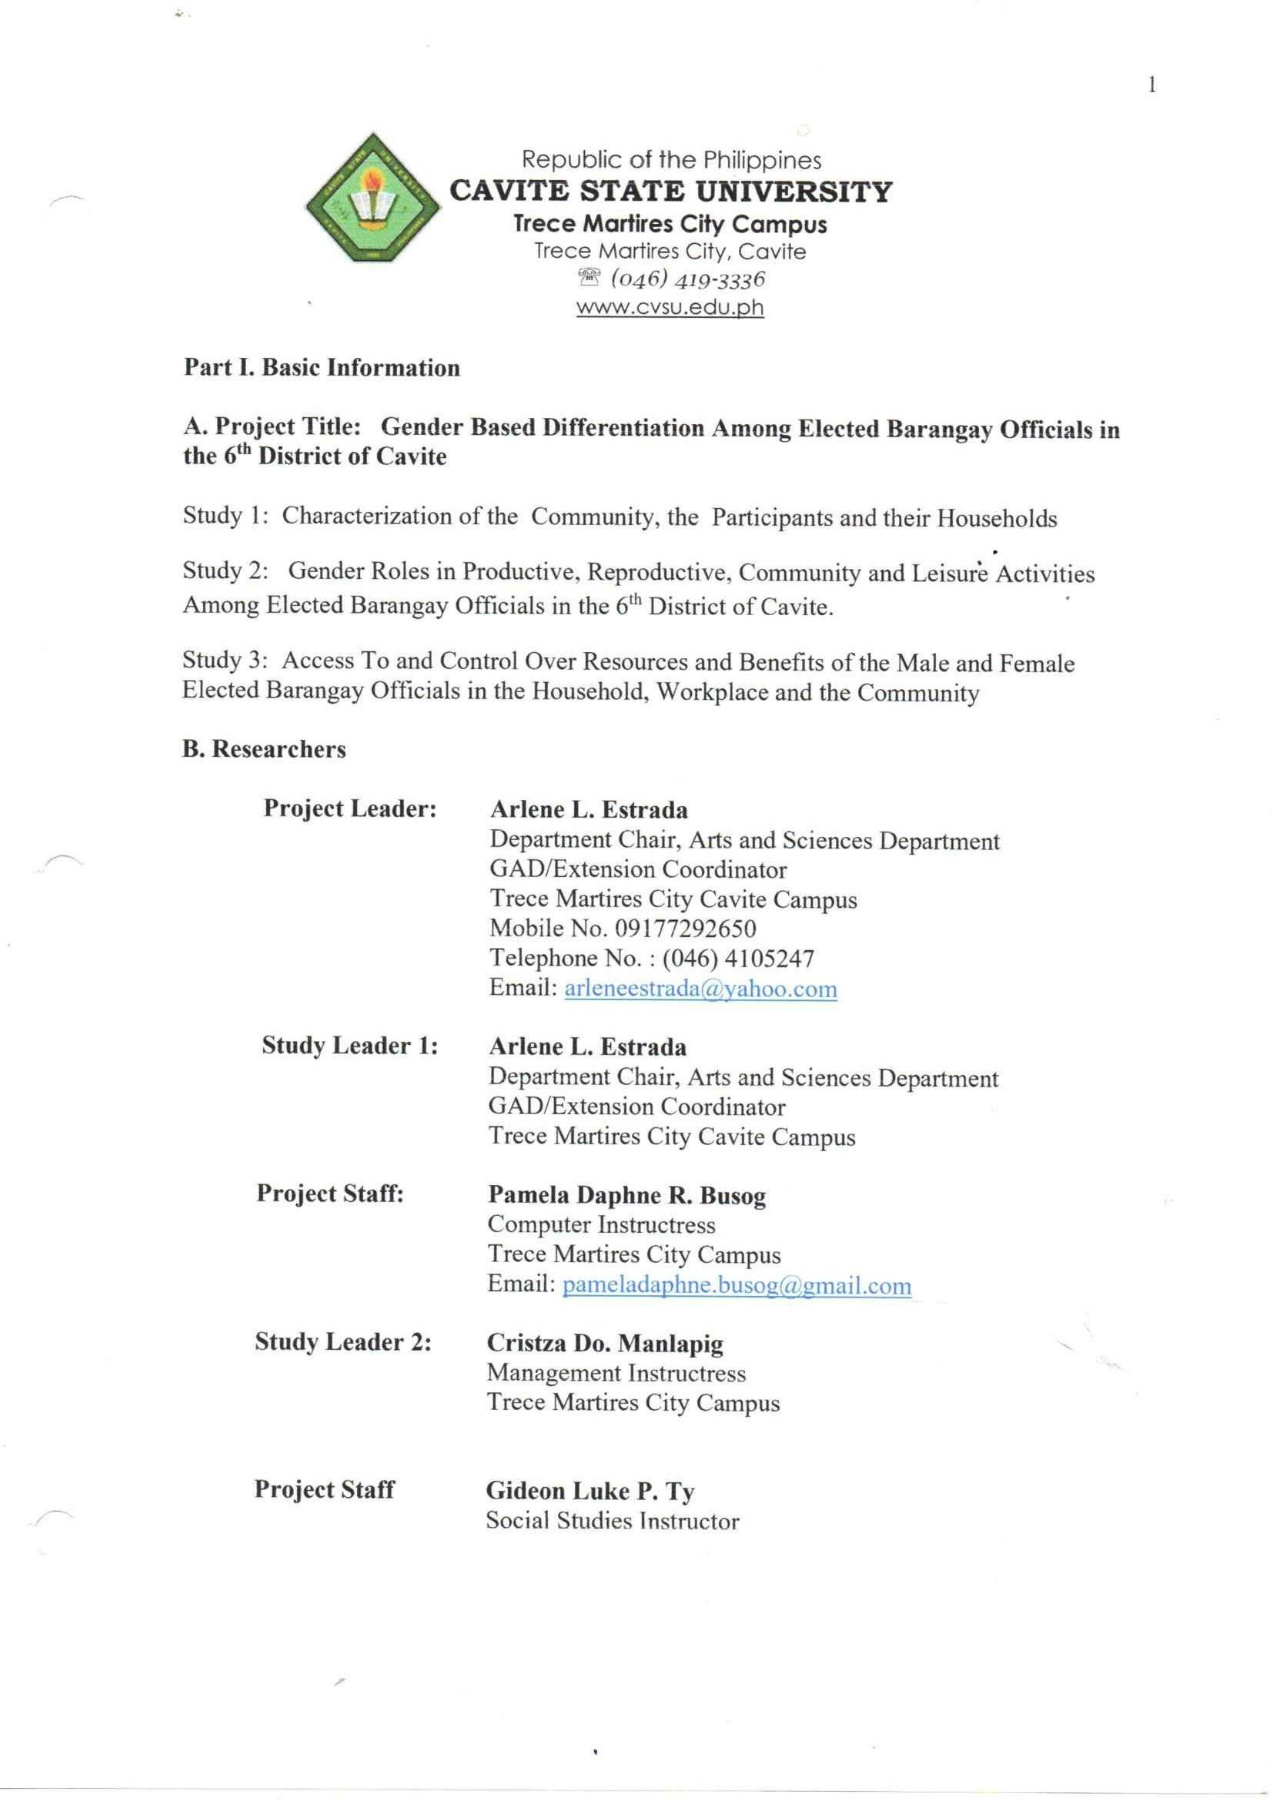 1
Republic of the Philippines
CAVITE STATE UNIVERSITY
Trece Martires City Campus
Trece Martires City, Cavite
☎ (046) 419-3336
www.cvsu.edu.ph
Part I. Basic Information
A. Project Title: Gender Based Differentiation Among Elected Barangay Officials in
the 6th District of Cavite
Study 1: Characterization of the Community, the Participants and their Households
Study 2: Gender Roles in Productive, Reproductive, Community and Leisure Activities
Among Elected Barangay Officials in the 6th District of Cavite.
Study 3: Access To and Control Over Resources and Benefits of the Male and Female
Elected Barangay Officials in the Household, Workplace and the Community
B. Researchers
Project Leader: Arlene L. Estrada
Department Chair, Arts and Sciences Department
GAD/Extension Coordinator
Trece Martires City Cavite Campus
Mobile No. 09177292650
Telephone No. : (046) 4105247
Email: arleneestrada@yahoo.com
Study Leader 1: Arlene L. Estrada
Department Chair, Arts and Sciences Department
GAD/Extension Coordinator
Trece Martires City Cavite Campus
Project Staff: Pamela Daphne R. Busog
Computer Instructress
Trece Martires City Campus
Email: pameladaphne.busog@gmail.com
Study Leader 2: Cristza Do. Manlapig
Management Instructress
Trece Martires City Campus
Project Staff Gideon Luke P. Ty
Social Studies Instructor